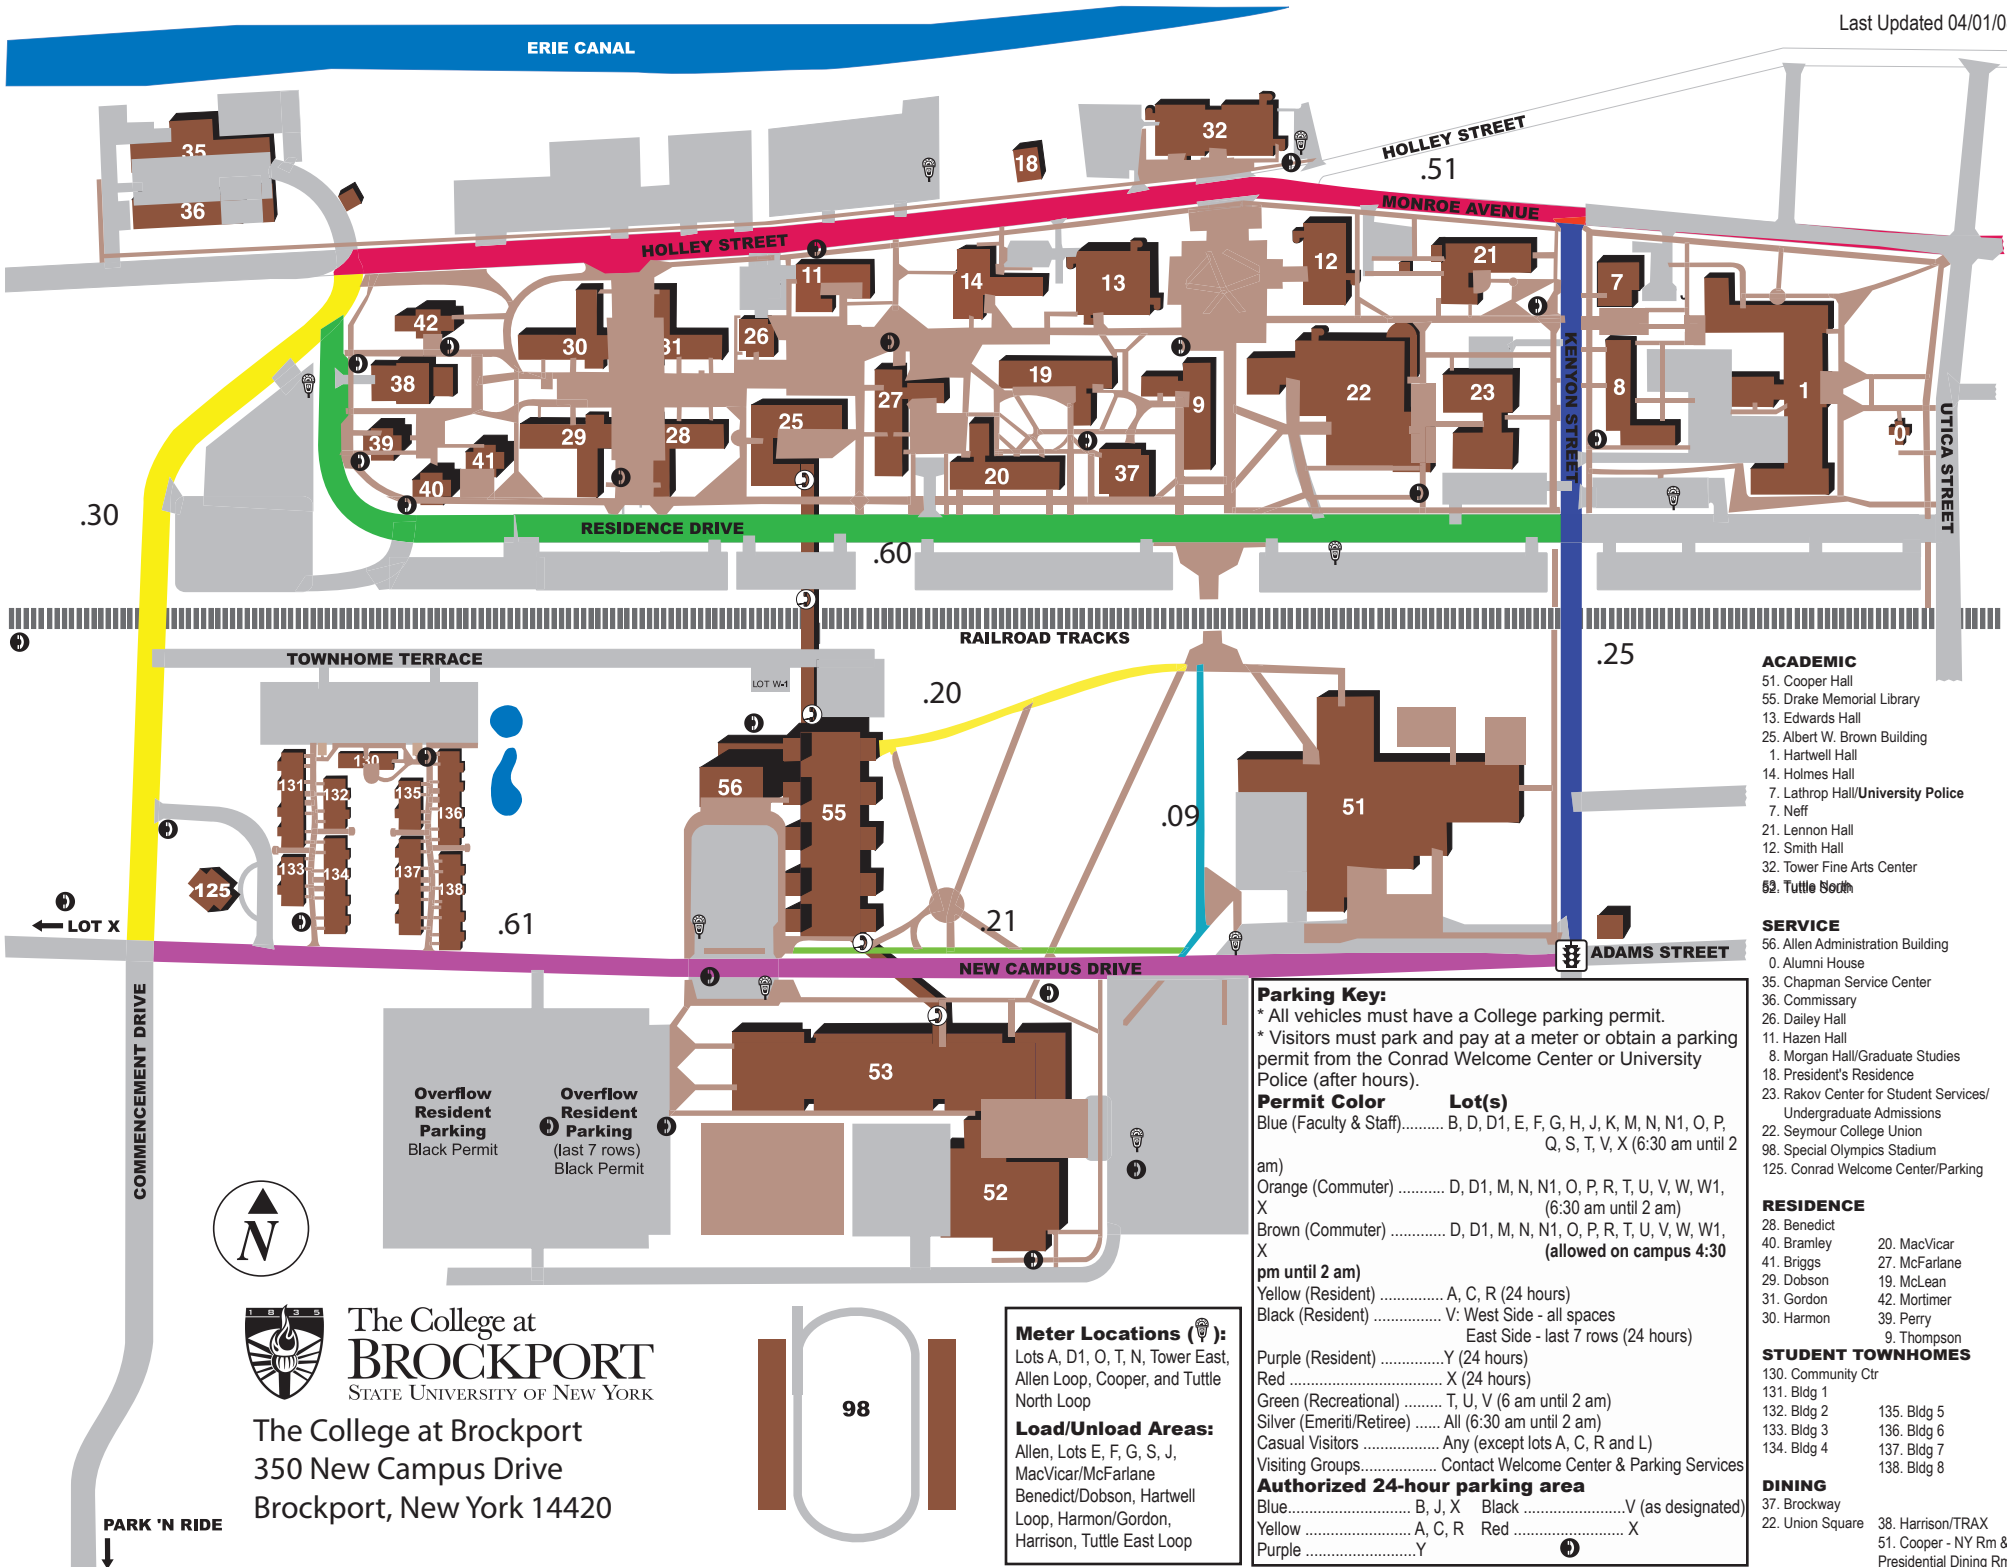 Last Updated 04/01/0
ERIE CANAL
HOLLEY STREET
.51
MONROE AVENUE
HOLLEY STREET
35
36
18
32
11
14
13
12
21
7
42
30
31
26
38
19
9
22
23
8
1
27
25
39
29
28
41
40
20
37
0
KENYON STREET
UTICA STREET
.30
RESIDENCE DRIVE
.60
RAILROAD TRACKS
.25
TOWNHOME TERRACE
LOT W-1
.20
130
131
132
135
136
133
134
137
138
125
56
55
51
.09
LOT X
.61
.21
NEW CAMPUS DRIVE
ADAMS STREET
COMMENCEMENT DRIVE
Overflow
Resident
Parking
Black Permit
Overflow
Resident
Parking
(last 7 rows)
Black Permit
53
52
98
N
PARK 'N RIDE
1 8 3 5
The College at
BROCKPORT
STATE UNIVERSITY OF NEW YORK
The College at Brockport
350 New Campus Drive
Brockport, New York 14420
Meter Locations ( ):
Lots A, D1, O, T, N, Tower East,
Allen Loop, Cooper, and Tuttle
North Loop
Load/Unload Areas:
Allen, Lots E, F, G, S, J,
MacVicar/McFarlane
Benedict/Dobson, Hartwell
Loop, Harmon/Gordon,
Harrison, Tuttle East Loop
Parking Key:
* All vehicles must have a College parking permit.
* Visitors must park and pay at a meter or obtain a parking
permit from the Conrad Welcome Center or University
Police (after hours).
Permit Color Lot(s)
Blue (Faculty & Staff).......... B, D, D1, E, F, G, H, J, K, M, N, N1, O, P,
Q, S, T, V, X (6:30 am until 2
am)
Orange (Commuter) ........... D, D1, M, N, N1, O, P, R, T, U, V, W, W1,
X (6:30 am until 2 am)
Brown (Commuter) ............. D, D1, M, N, N1, O, P, R, T, U, V, W, W1,
X (allowed on campus 4:30
pm until 2 am)
Yellow (Resident) ............... A, C, R (24 hours)
Black (Resident) ................ V: West Side - all spaces
East Side - last 7 rows (24 hours)
Purple (Resident) ...............Y (24 hours)
Red .................................... X (24 hours)
Green (Recreational) ......... T, U, V (6 am until 2 am)
Silver (Emeriti/Retiree) ...... All (6:30 am until 2 am)
Casual Visitors .................. Any (except lots A, C, R and L)
Visiting Groups.................. Contact Welcome Center & Parking Services
Authorized 24-hour parking area
Blue............................. B, J, X Black ........................V (as designated)
Yellow ......................... A, C, R Red .......................... X
Purple ..........................Y
ACADEMIC
51. Cooper Hall
55. Drake Memorial Library
13. Edwards Hall
25. Albert W. Brown Building
1. Hartwell Hall
14. Holmes Hall
7. Lathrop Hall/University Police
7. Neff
21. Lennon Hall
12. Smith Hall
32. Tower Fine Arts Center
SERVICE
56. Allen Administration Building
0. Alumni House
35. Chapman Service Center
36. Commissary
26. Dailey Hall
11. Hazen Hall
8. Morgan Hall/Graduate Studies
18. President's Residence
23. Rakov Center for Student Services/
Undergraduate Admissions
22. Seymour College Union
98. Special Olympics Stadium
125. Conrad Welcome Center/Parking
RESIDENCE
28. Benedict
40. Bramley 20. MacVicar
41. Briggs 27. McFarlane
29. Dobson 19. McLean
31. Gordon 42. Mortimer
30. Harmon 39. Perry
9. Thompson
STUDENT TOWNHOMES
130. Community Ctr
131. Bldg 1
132. Bldg 2 135. Bldg 5
133. Bldg 3 136. Bldg 6
134. Bldg 4 137. Bldg 7
138. Bldg 8
DINING
37. Brockway
22. Union Square 38. Harrison/TRAX
51. Cooper - NY Rm &
Presidential Dining Rm